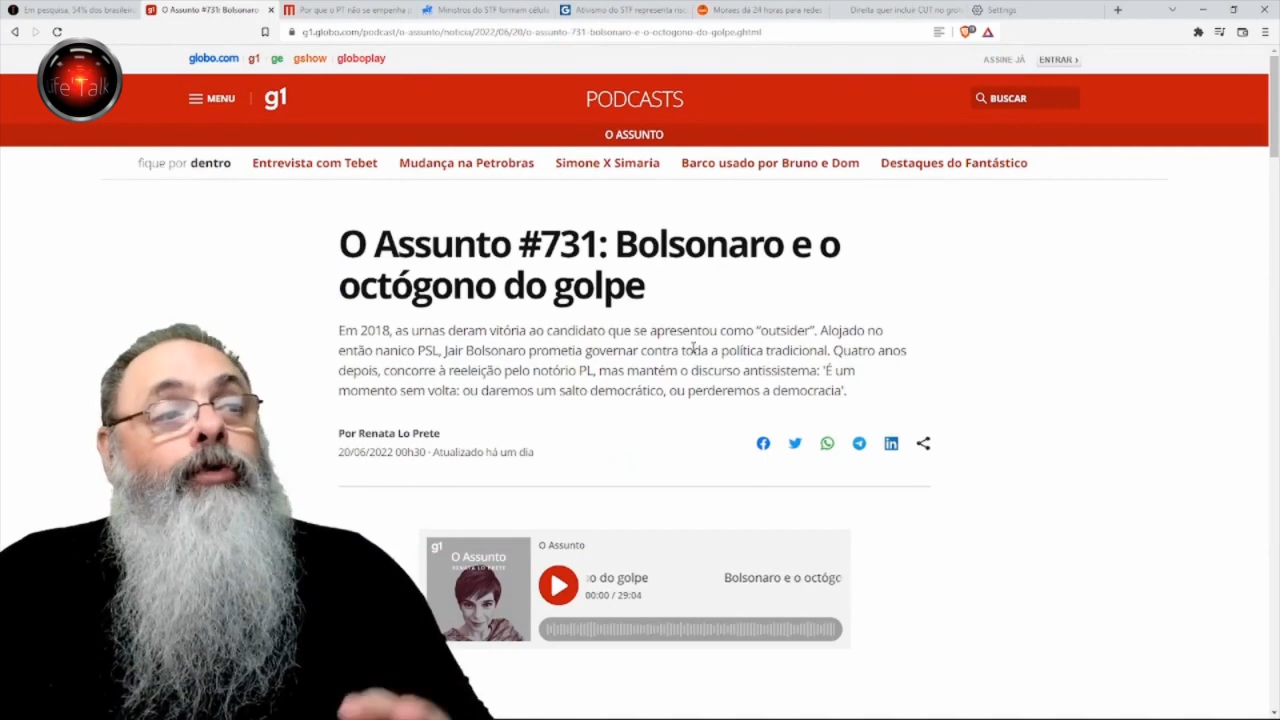 Em pesquisa, 54% dos brasileiro
O Assunto #731: Bolsonaro
Por que o PT não se empenha p
Ministros do STF formam célula
Ativismo do STF representa risc
Moraes dá 24 horas para redes
Direita quer incluir CUT no
Settings
g1.globo.com/podcast/o-assunto/noticia/2022/06/20/o-assunto-731-bolsonaro-e-o-octogono-do-golpe.ghtml
Life Talk
globo.com g1 ge gshow globoplay
ASSINE JÁ ENTRAR
MENU g1 PODCASTS BUSCAR
O ASSUNTO
fique por dentro Entrevista com Tebet Mudança na Petrobras Simone X Simaria Barco usado por Bruno e Dom Destaques do Fantástico
O Assunto #731: Bolsonaro e o
octógono do golpe
Em 2018, as urnas deram vitória ao candidato que se apresentou como “outsider”. Alojado no
então nanico PSL, Jair Bolsonaro prometia governar contra toda a política tradicional. Quatro anos
depois, concorre à reeleição pelo notório PL, mas mantém o discurso antissistema: 'É um
momento sem volta: ou daremos um salto democrático, ou perderemos a democracia'.
Por Renata Lo Prete
20/06/2022 00h30 · Atualizado há um dia
g1
O Assunto
RENATA LO PRETE
O Assunto
o do golpe Bolsonaro e o octógo
00:00 / 29:04